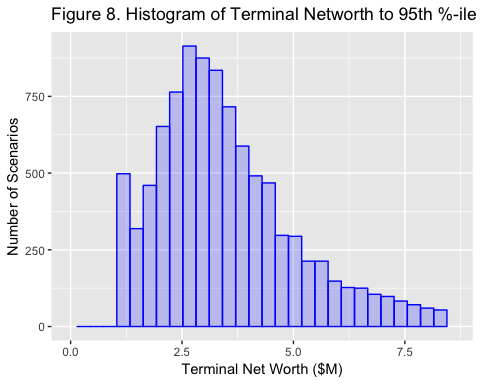 Figure 8. Histogram of Terminal Networth to 95th %-ile
Number of Scenarios
750
500
250
0
0.0 2.5 5.0 7.5
Terminal Net Worth ($M)